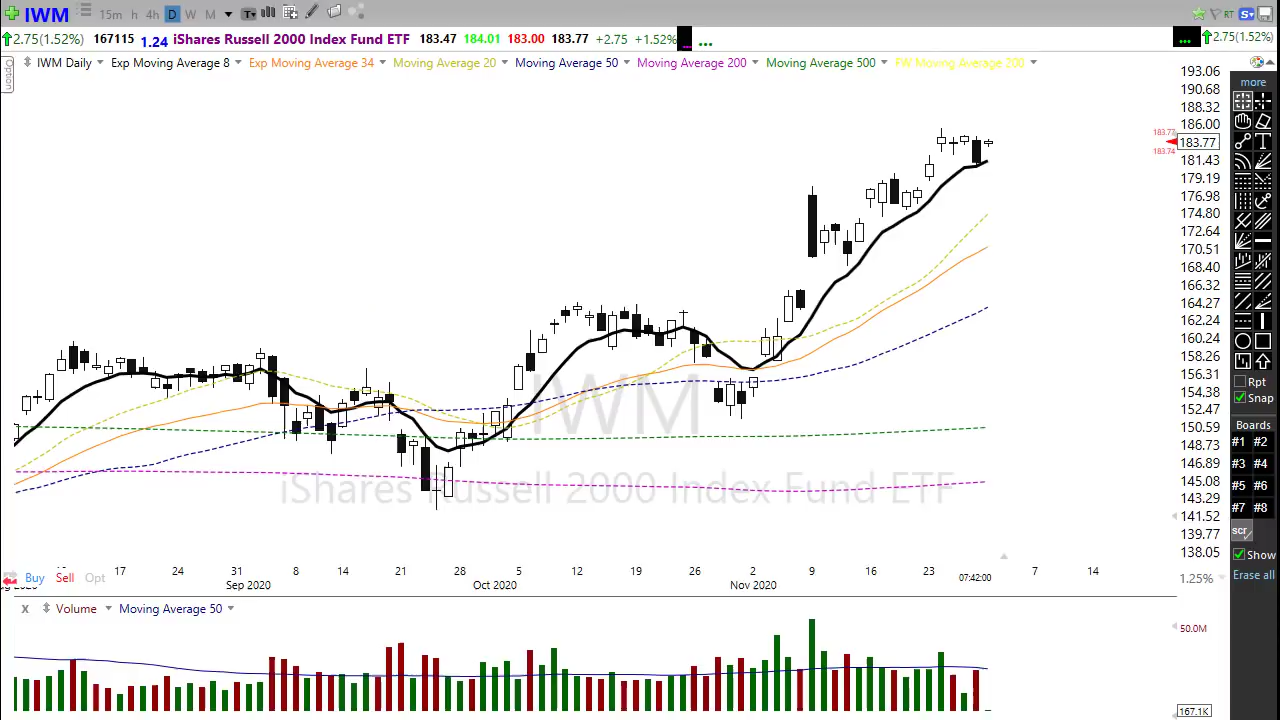 IWM 15m h 4h D W M T RT S
2.75(1.52%) 167115 1.24 iShares Russell 2000 Index Fund ETF 183.47 184.01 183.00 183.77 +2.75 +1.52% ... ... 2.75(1.52%)
Option
IWM Daily Exp Moving Average 8 Exp Moving Average 34 Moving Average 20 Moving Average 50 Moving Average 200 Moving Average 500 FW Moving Average 200
193.06
190.68
188.32
186.00
183.77
183.77
183.74
181.43
179.19
176.98
174.80
172.64
170.51
168.40
166.32
164.27
162.24
160.24
158.26
156.31
154.38
152.47
150.59
148.73
146.89
145.08
143.29
141.52
139.77
138.05
IWM
iShares Russell 2000 Index Fund ETF
more
T
Rpt
Snap
Boards
#1 #2
#3 #4
#5 #6
#7 #8
scr
Show
Erase all
17 24 31 8 14 21 28 5 12 19 26 2 9 16 23 7 14
Buy Sell Opt
2020 Sep 2020 Oct 2020 Nov 2020 07:42:00 1.25%
x Volume Moving Average 50
50.0M
167.1K